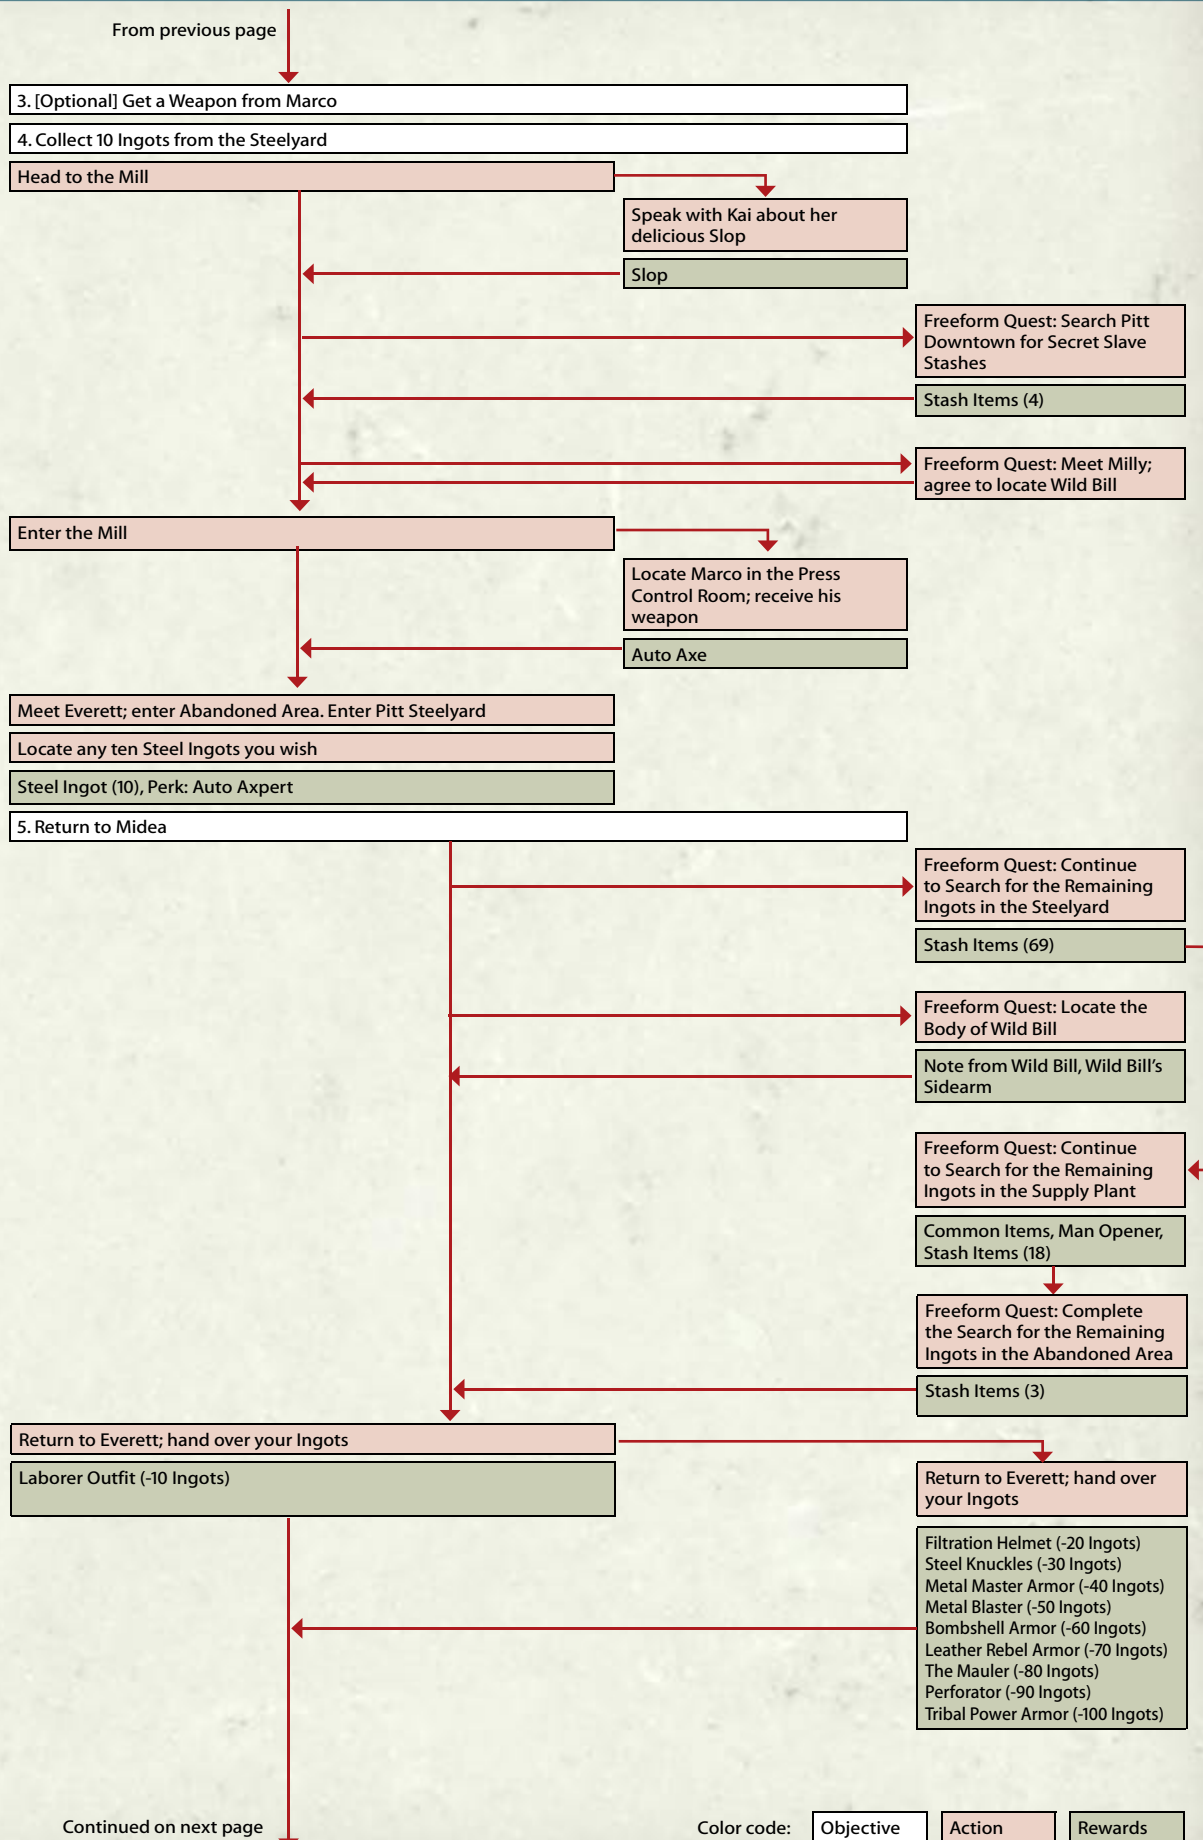 From previous page
3. [Optional] Get a Weapon from Marco
4. Collect 10 Ingots from the Steelyard
Head to the Mill
Speak with Kai about her
delicious Slop
Slop
Freeform Quest: Search Pitt
Downtown for Secret Slave
Stashes
Stash Items (4)
Freeform Quest: Meet Milly;
agree to locate Wild Bill
Enter the Mill
Locate Marco in the Press
Control Room; receive his
weapon
Auto Axe
Meet Everett; enter Abandoned Area. Enter Pitt Steelyard
Locate any ten Steel Ingots you wish
Steel Ingot (10), Perk: Auto Axpert
5. Return to Midea
Freeform Quest: Continue
to Search for the Remaining
Ingots in the Steelyard
Stash Items (69)
Freeform Quest: Locate the
Body of Wild Bill
Note from Wild Bill, Wild Bill's
Sidearm
Freeform Quest: Continue
to Search for the Remaining
Ingots in the Supply Plant
Common Items, Man Opener,
Stash Items (18)
Freeform Quest: Complete
the Search for the Remaining
Ingots in the Abandoned Area
Stash Items (3)
Return to Everett; hand over your Ingots
Laborer Outfit (-10 Ingots)
Return to Everett; hand over
your Ingots
Filtration Helmet (-20 Ingots)
Steel Knuckles (-30 Ingots)
Metal Master Armor (-40 Ingots)
Metal Blaster (-50 Ingots)
Bombshell Armor (-60 Ingots)
Leather Rebel Armor (-70 Ingots)
The Mauler (-80 Ingots)
Perforator (-90 Ingots)
Tribal Power Armor (-100 Ingots)
Continued on next page
Color code: Objective Action Rewards